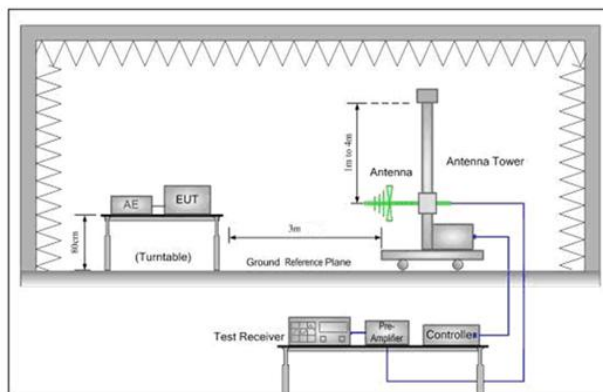 1m to 4m
Antenna
Antenna Tower
AE
EUT
80cm
(Turntable)
3m
Ground Reference Plane
Test Receiver
Pre-
Amplifier
Controller